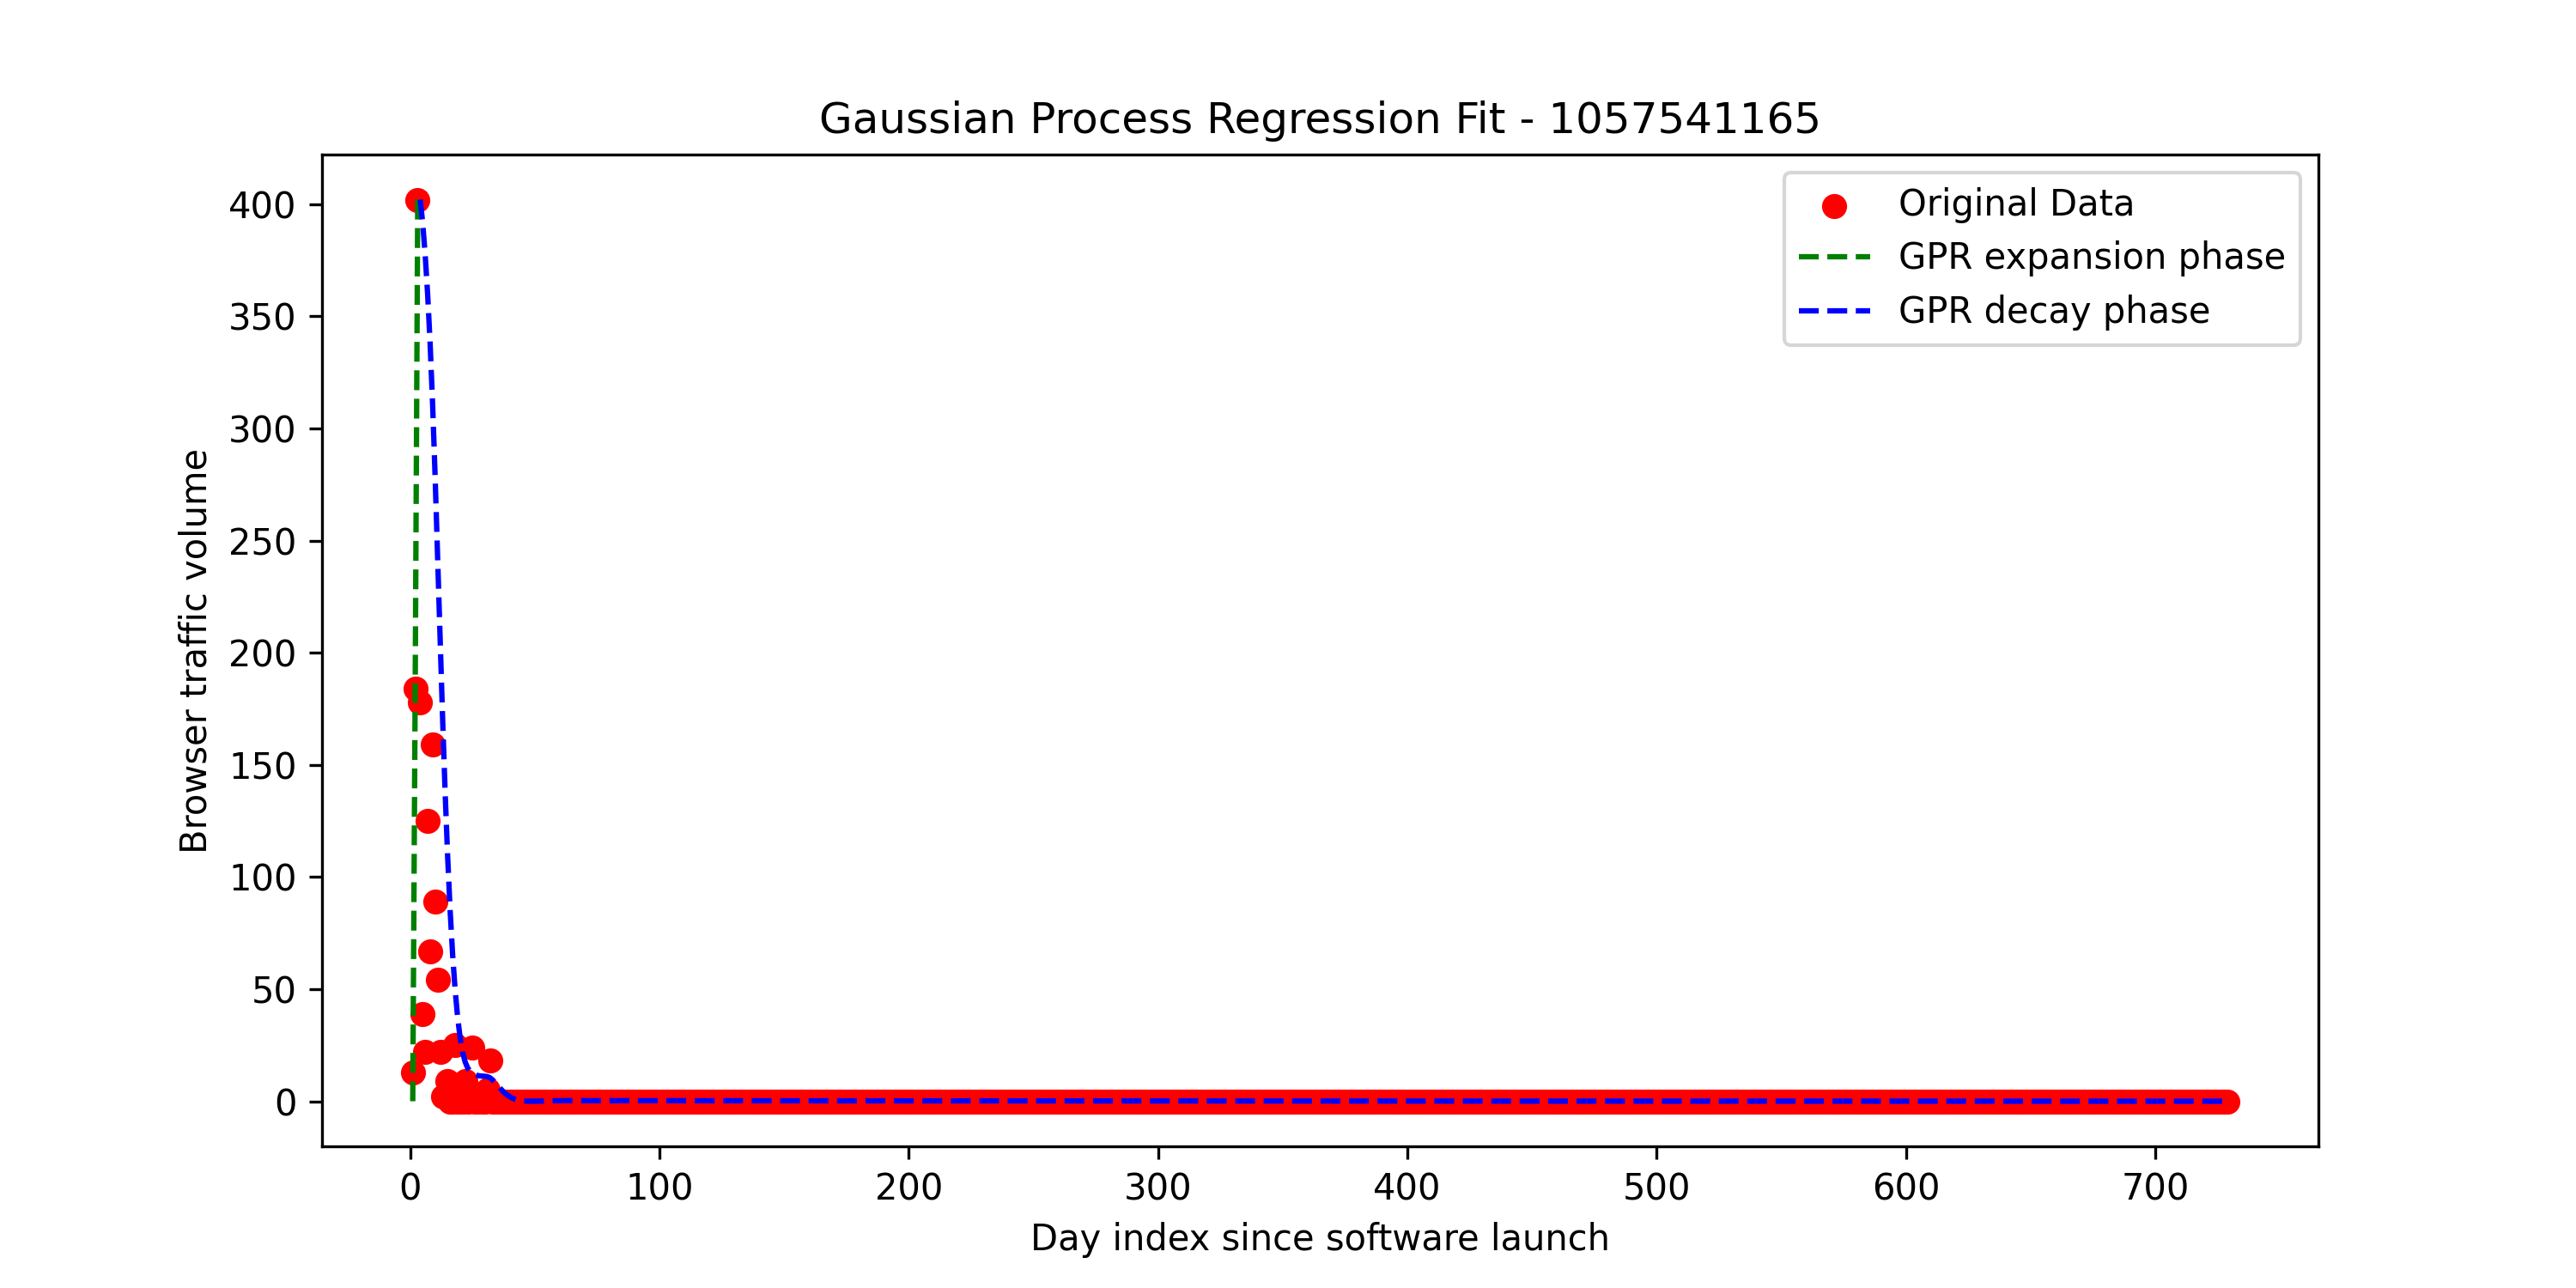 Gaussian Process Regression Fit - 1057541165
Original Data
GPR expansion phase
GPR decay phase
Browser traffic volume
400
350
300
250
200
150
100
50
0
0 100 200 300 400 500 600 700
Day index since software launch